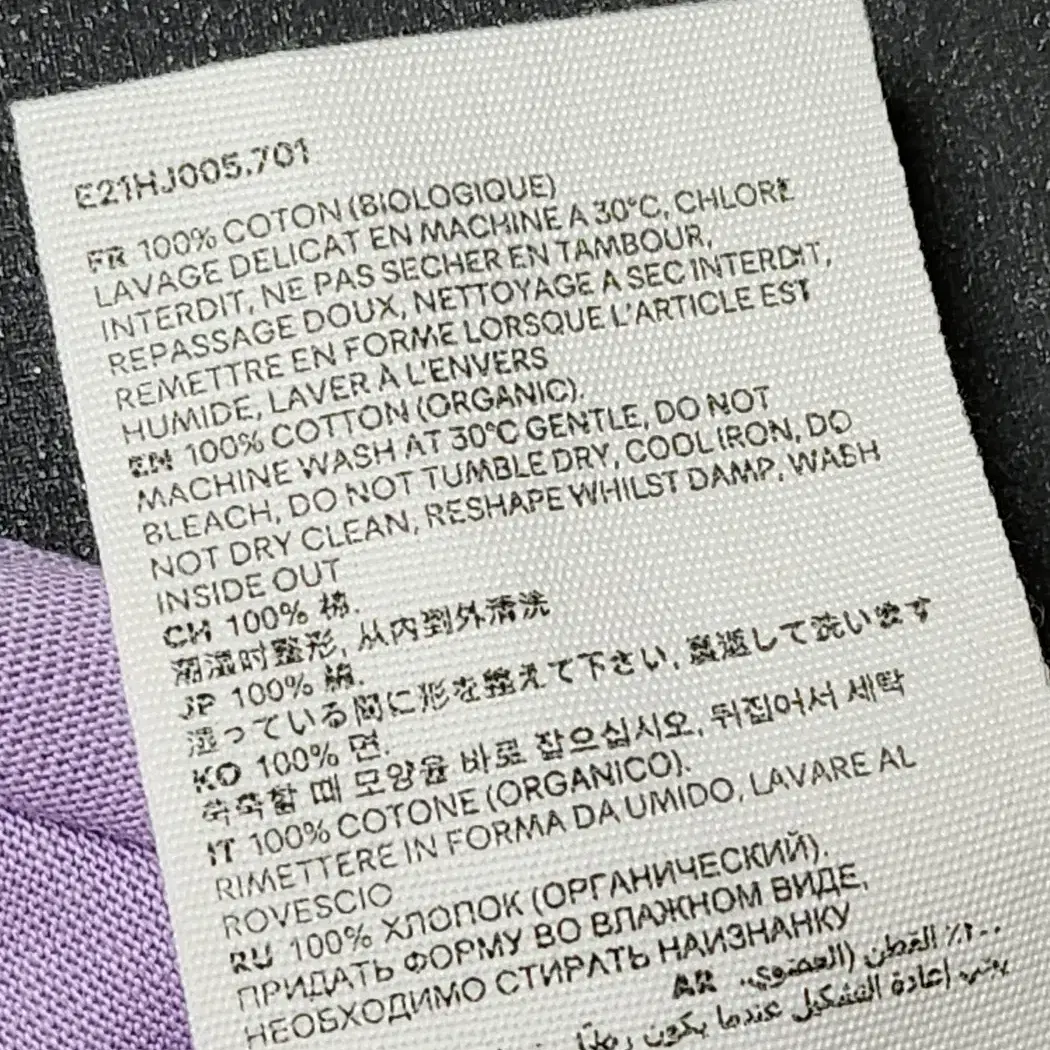 E21HJ005.701
FR 100% COTON (BIOLOGIQUE)
LAVAGE DELICAT EN MACHINE A 30°C, CHLORE
INTERDIT, NE PAS SECHER EN TAMBOUR,
REPASSAGE DOUX, NETTOYAGE A SEC INTERDIT,
REMETTRE EN FORME LORSQUE L'ARTICLE EST
HUMIDE, LAVER À L'ENVERS
EN 100% COTTON (ORGANIC).
MACHINE WASH AT 30°C GENTLE, DO NOT
BLEACH, DO NOT TUMBLE DRY, COOL IRON, DO
NOT DRY CLEAN, RESHAPE WHILST DAMP, WASH
INSIDE OUT
CH 100% 棉.
潮湿时整形, 从内到外清洗
JP 100% 綿.
湿っている間に形を整えて下さい, 裏返して洗います
KO 100% 면.
축축할 때 모양을 바로 잡으십시오, 뒤집어서 세탁
IT 100% COTONE (ORGANICO).
RIMETTERE IN FORMA DA UMIDO, LAVARE AL
ROVESCIO
RU 100% ХЛОПОК (ОРГАНИЧЕСКИЙ).
ПРИДАТЬ ФОРМУ ВО ВЛАЖНОМ ВИДЕ,
НЕОБХОДИМО СТИРАТЬ НАИЗНАНКУ
AR ١٠٠٪ القطن (العضوي).
إعادة التشكيل عندما يكون